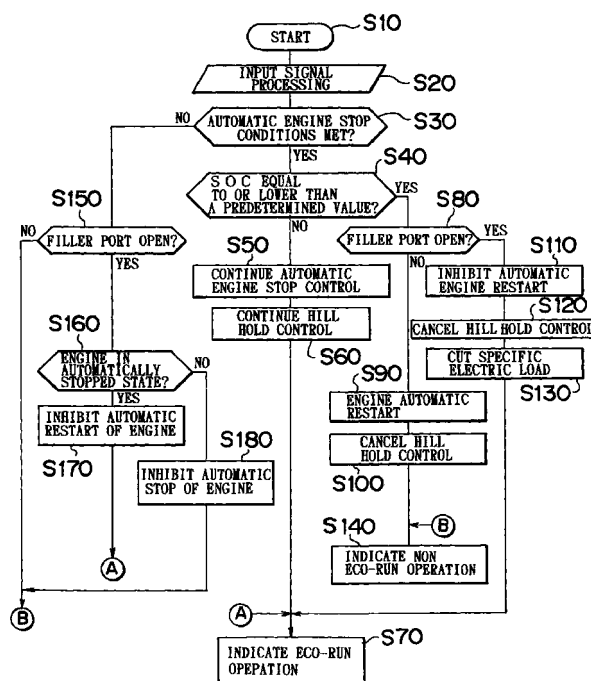 START
S10
INPUT SIGNAL
PROCESSING
S20
AUTOMATIC ENGINE STOP
CONDITIONS MET?
S30
NO
YES
S O C EQUAL
TO OR LOWER THAN
A PREDETERMINED VALUE?
S40
YES
NO
S150
FILLER PORT OPEN?
NO
YES
S80
FILLER PORT OPEN?
YES
NO
S50
CONTINUE AUTOMATIC
ENGINE STOP CONTROL
CONTINUE HILL
HOLD CONTROL
S60
S110
INHIBIT AUTOMATIC
ENGINE RESTART
S120
CANCEL HILL HOLD CONTROL
CUT SPECIFIC
ELECTRIC LOAD
S130
S160
ENGINE IN
AUTOMATICALLY
STOPPED STATE?
NO
YES
INHIBIT AUTOMATIC
RESTART OF ENGINE
S170
S180
INHIBIT AUTOMATIC
STOP OF ENGINE
S90
ENGINE AUTOMATIC
RESTART
CANCEL HILL
HOLD CONTROL
S100
B
S140
INDICATE NON
ECO-RUN OPERATION
A
B
A
S70
INDICATE ECO-RUN
OPEPATION